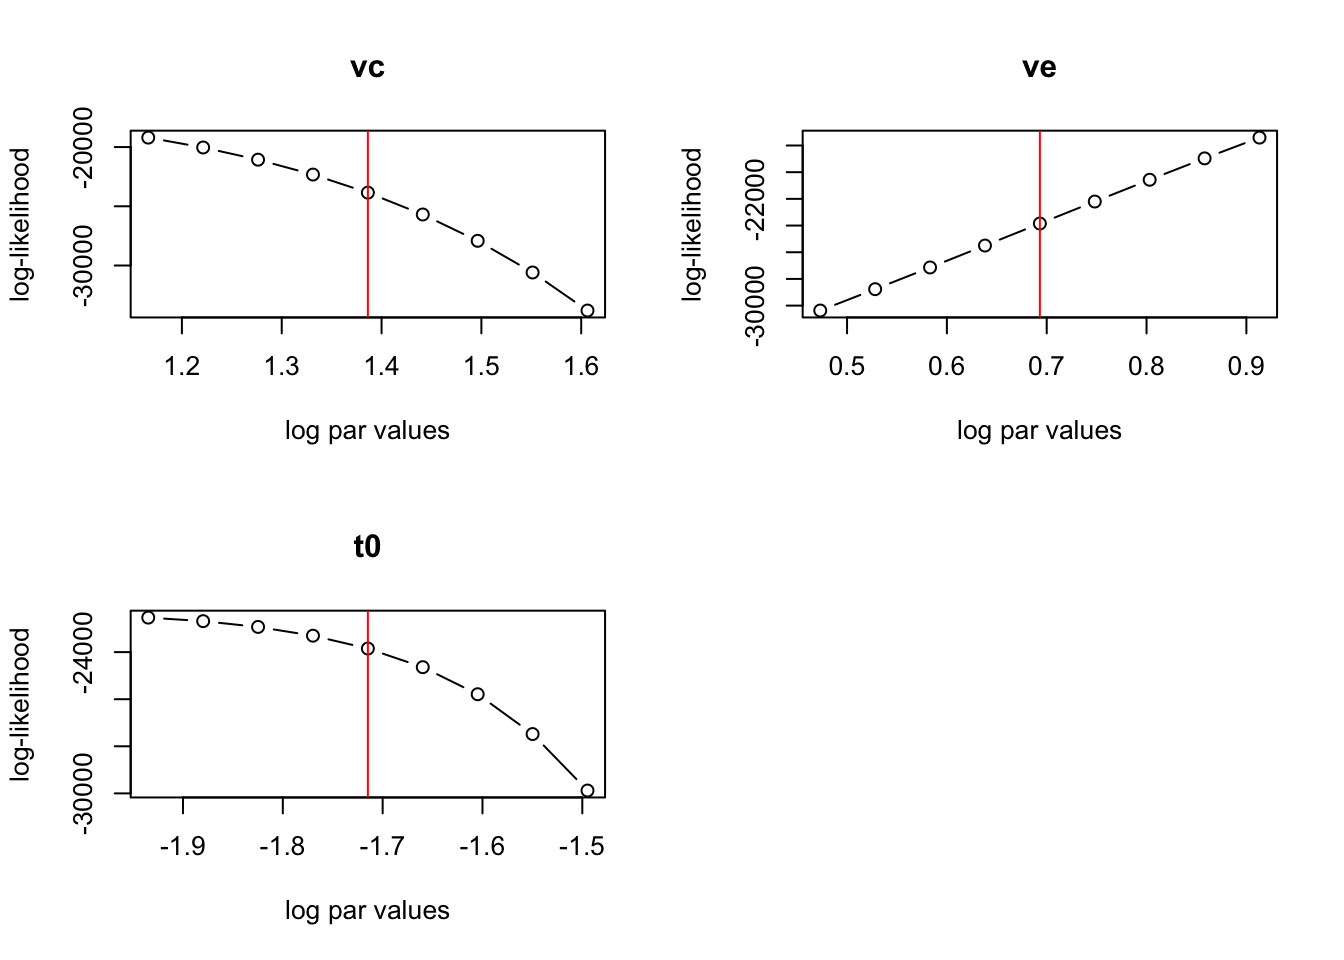 vc
log-likelihood
-20000
-30000
1.2 1.3 1.4 1.5 1.6
log par values
ve
log-likelihood
-22000
-30000
0.5 0.6 0.7 0.8 0.9
log par values
t0
log-likelihood
-24000
-30000
-1.9 -1.8 -1.7 -1.6 -1.5
log par values